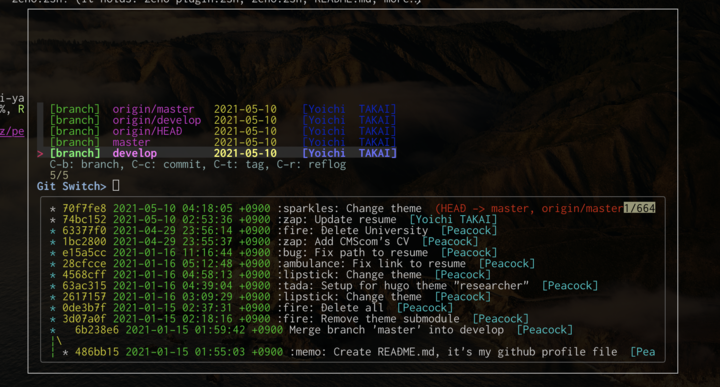 i-ya
%, R
z/pe
[branch] origin/master 2021-05-10 [Yoichi TAKAI]
[branch] origin/develop 2021-05-10 [Yoichi TAKAI]
[branch] origin/HEAD 2021-05-10 [Yoichi TAKAI]
[branch] master 2021-05-10 [Yoichi TAKAI]
> [branch] develop 2021-05-10 [Yoichi TAKAI]
C-b: branch, C-c: commit, C-t: tag, C-r: reflog
5/5
Git Switch>
* 70f7fe8 2021-05-10 04:18:05 +0900 :sparkles: Change theme (HEAD -> master, origin/master 1/664
* 74bc152 2021-05-10 02:53:36 +0900 :zap: Update resume [Yoichi TAKAI]
* 63377f0 2021-04-29 23:56:14 +0900 :fire: Delete University [Peacock]
* 1bc2800 2021-04-29 23:55:37 +0900 :zap: Add CMScom's CV [Peacock]
* e15a5cc 2021-01-16 11:16:44 +0900 :bug: Fix path to resume [Peacock]
* 28cfcce 2021-01-16 05:12:48 +0900 :ambulance: Fix link to resume [Peacock]
* 4568cff 2021-01-16 04:58:13 +0900 :lipstick: Change theme [Peacock]
* 63ac315 2021-01-16 04:39:04 +0900 :tada: Setup for hugo theme "researcher" [Peacock]
* 2617157 2021-01-16 03:09:29 +0900 :lipstick: Change theme [Peacock]
* 0de3b7f 2021-01-15 02:37:31 +0900 :fire: Delete all [Peacock]
* 3d07a0f 2021-01-15 02:18:16 +0900 :fire: Remove theme submodule [Peacock]
* 6b238e6 2021-01-15 01:59:42 +0900 Merge branch 'master' into develop [Peacock]
|\
| * 486bb15 2021-01-15 01:55:03 +0900 :memo: Create README.md, it's my github profile file [Pea